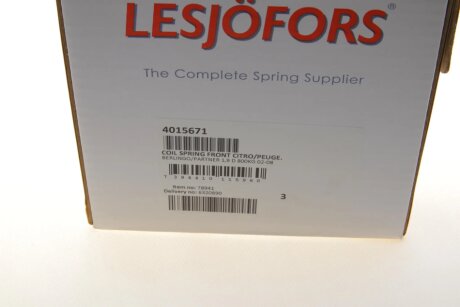 LESJÖFORS®
The Complete Spring Supplier
4015671
COIL SPRING FRONT CITRO/PEUGE.
BERLINGO/PARTNER 1,9 D 800KG 02-08
Item no: 78941
Delivery no: 6520890
3